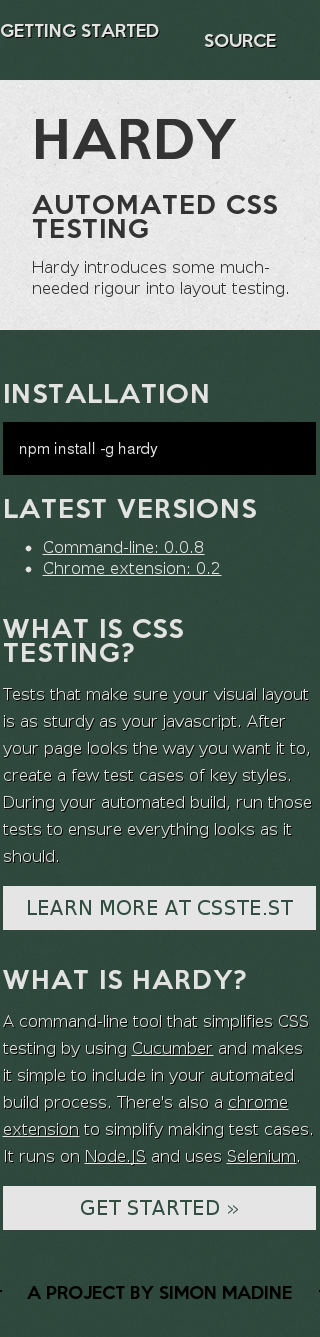 GETTING STARTED
SOURCE
HARDY
AUTOMATED CSS
TESTING
Hardy introduces some much-
needed rigour into layout testing.
INSTALLATION
npm install -g hardy
LATEST VERSIONS
• Command-line: 0.0.8
• Chrome extension: 0.2
WHAT IS CSS
TESTING?
Tests that make sure your visual layout
is as sturdy as your javascript. After
your page looks the way you want it to,
create a few test cases of key styles.
During your automated build, run those
tests to ensure everything looks as it
should.
LEARN MORE AT CSSTE.ST
WHAT IS HARDY?
A command-line tool that simplifies CSS
testing by using Cucumber and makes
it simple to include in your automated
build process. There's also a chrome
extension to simplify making test cases.
It runs on Node.JS and uses Selenium.
GET STARTED »
A PROJECT BY SIMON MADINE